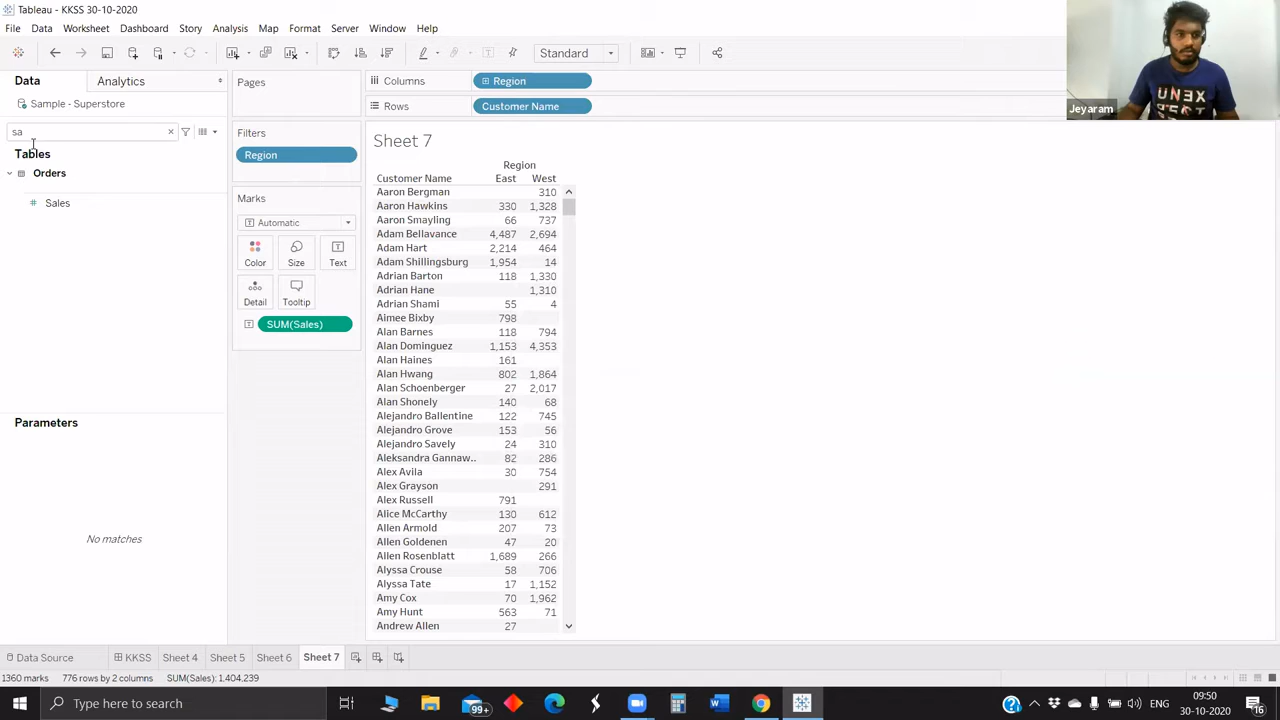 Tableau - KKSS 30-10-2020
File Data Worksheet Dashboard Story Analysis Map Format Server Window Help
Standard
Data Analytics
Sample - Superstore
sa
Tables
Orders
Sales
Parameters
No matches
Pages
Filters
Region
Marks
Automatic
Color Size Text
Detail Tooltip
SUM(Sales)
Columns Region
Rows Customer Name
Jeyaram
Sheet 7
Region
Customer Name East West
Aaron Bergman 310
Aaron Hawkins 330 1,328
Aaron Smayling 66 737
Adam Bellavance 4,487 2,694
Adam Hart 2,214 464
Adam Shillingsburg 1,954 14
Adrian Barton 118 1,330
Adrian Hane 1,310
Adrian Shami 55 4
Aimee Bixby 798
Alan Barnes 118 794
Alan Dominguez 1,153 4,353
Alan Haines 161
Alan Hwang 802 1,864
Alan Schoenberger 27 2,017
Alan Shonely 140 68
Alejandro Ballentine 122 745
Alejandro Grove 153 56
Alejandro Savely 24 310
Aleksandra Gannaw.. 82 286
Alex Avila 30 754
Alex Grayson 291
Alex Russell 791
Alice McCarthy 130 612
Allen Armold 207 73
Allen Goldenen 47 20
Allen Rosenblatt 1,689 266
Alyssa Crouse 58 706
Alyssa Tate 17 1,152
Amy Cox 70 1,962
Amy Hunt 563 71
Andrew Allen 27
Data Source KKSS Sheet 4 Sheet 5 Sheet 6 Sheet 7
1360 marks 776 rows by 2 columns SUM(Sales): 1,404,239
Type here to search
99+
ENG
09:50
30-10-2020
16